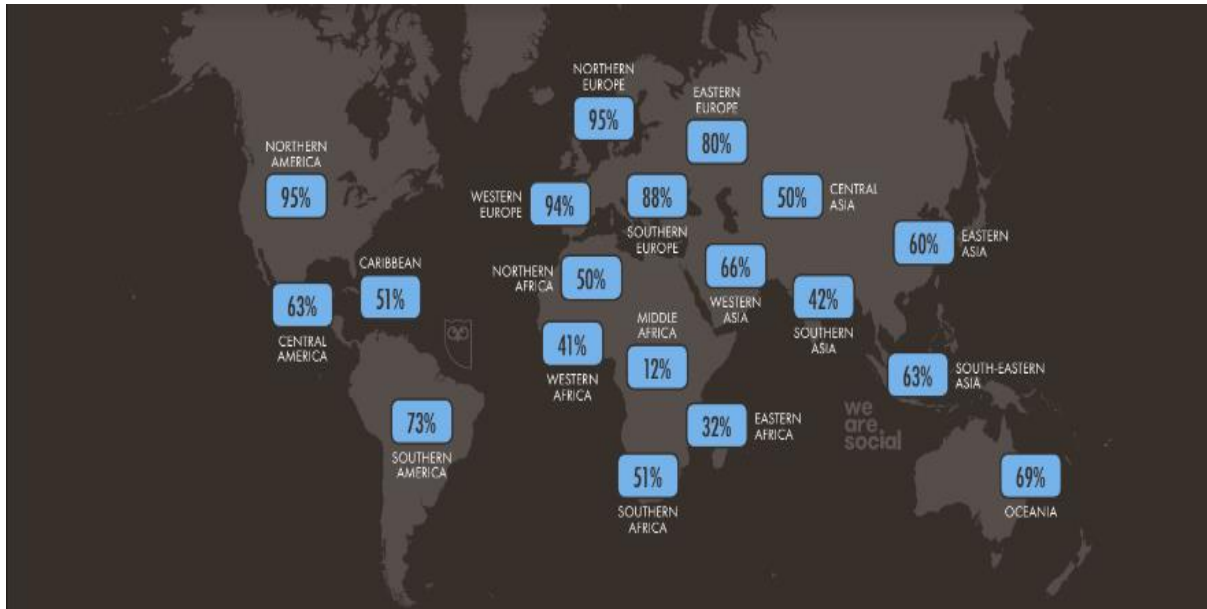 NORTHERN
EUROPE
95%
EASTERN
EUROPE
80%
NORTHERN
AMERICA
95%
WESTERN
EUROPE
94%
88%
SOUTHERN
EUROPE
50%
CENTRAL
ASIA
60%
EASTERN
ASIA
CARIBBEAN
51%
63%
CENTRAL
AMERICA
NORTHERN
AFRICA
50%
66%
WESTERN
ASIA
42%
SOUTHERN
ASIA
41%
WESTERN
AFRICA
MIDDLE
AFRICA
12%
63%
SOUTH-EASTERN
ASIA
73%
SOUTHERN
AMERICA
32%
EASTERN
AFRICA
we
are
social
51%
SOUTHERN
AFRICA
69%
OCEANIA